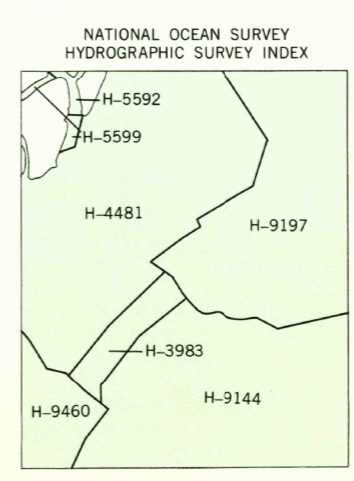 NATIONAL OCEAN SURVEY
HYDROGRAPHIC SURVEY INDEX
H-5592
H-5599
H-4481
H-9197
H-3983
H-9460
H-9144